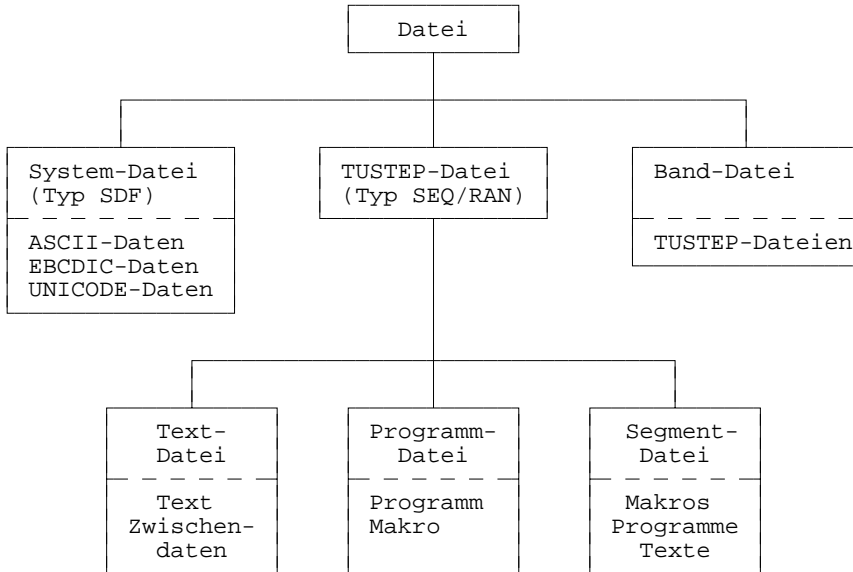 Datei
System-Datei
(Typ SDF)
ASCII-Daten
EBCDIC-Daten
UNICODE-Daten
TUSTEP-Datei
(Typ SEQ/RAN)
Band-Datei
TUSTEP-Dateien
Text-
Datei
Text
Zwischen-
daten
Programm-
Datei
Programm
Makro
Segment-
Datei
Makros
Programme
Texte